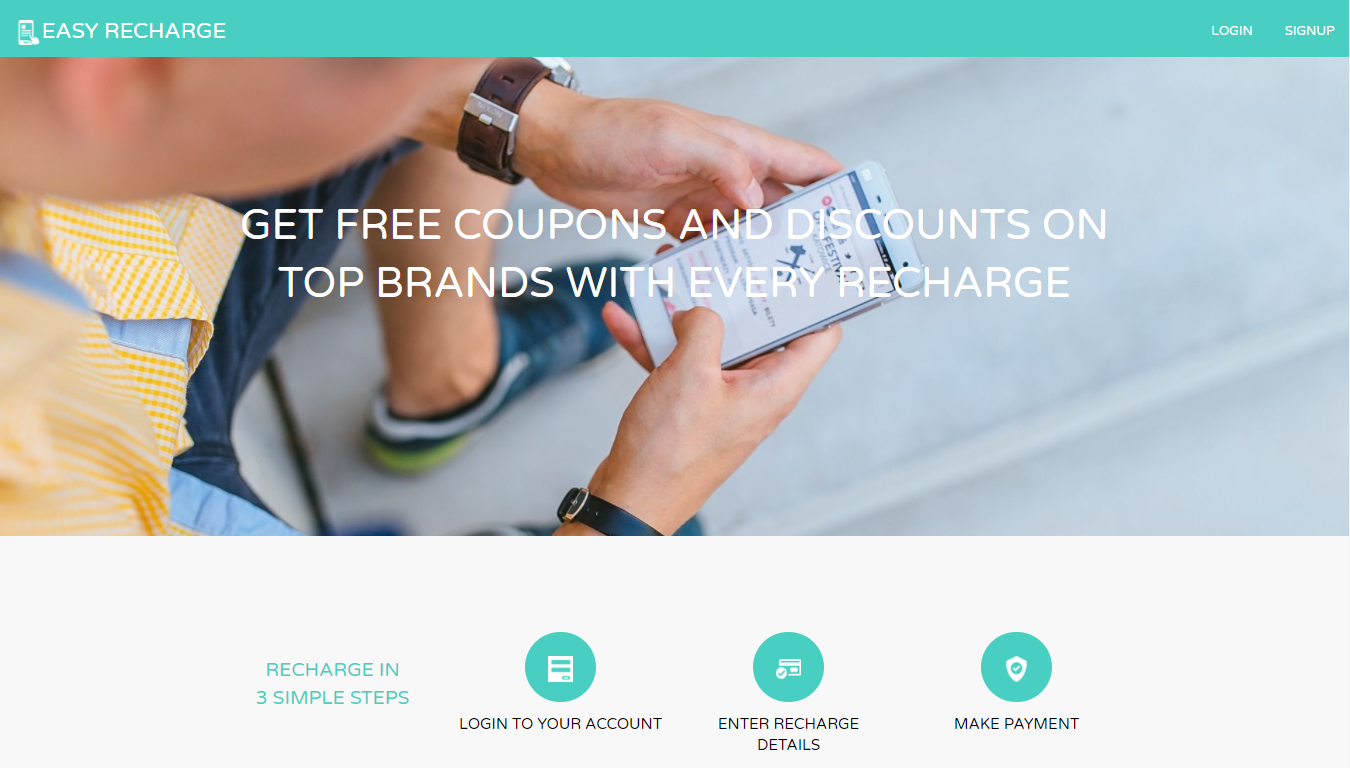 EASY RECHARGE
LOGIN SIGNUP
GET FREE COUPONS AND DISCOUNTS ON
TOP BRANDS WITH EVERY RECHARGE
RECHARGE IN
3 SIMPLE STEPS
LOGIN TO YOUR ACCOUNT
ENTER RECHARGE
DETAILS
MAKE PAYMENT